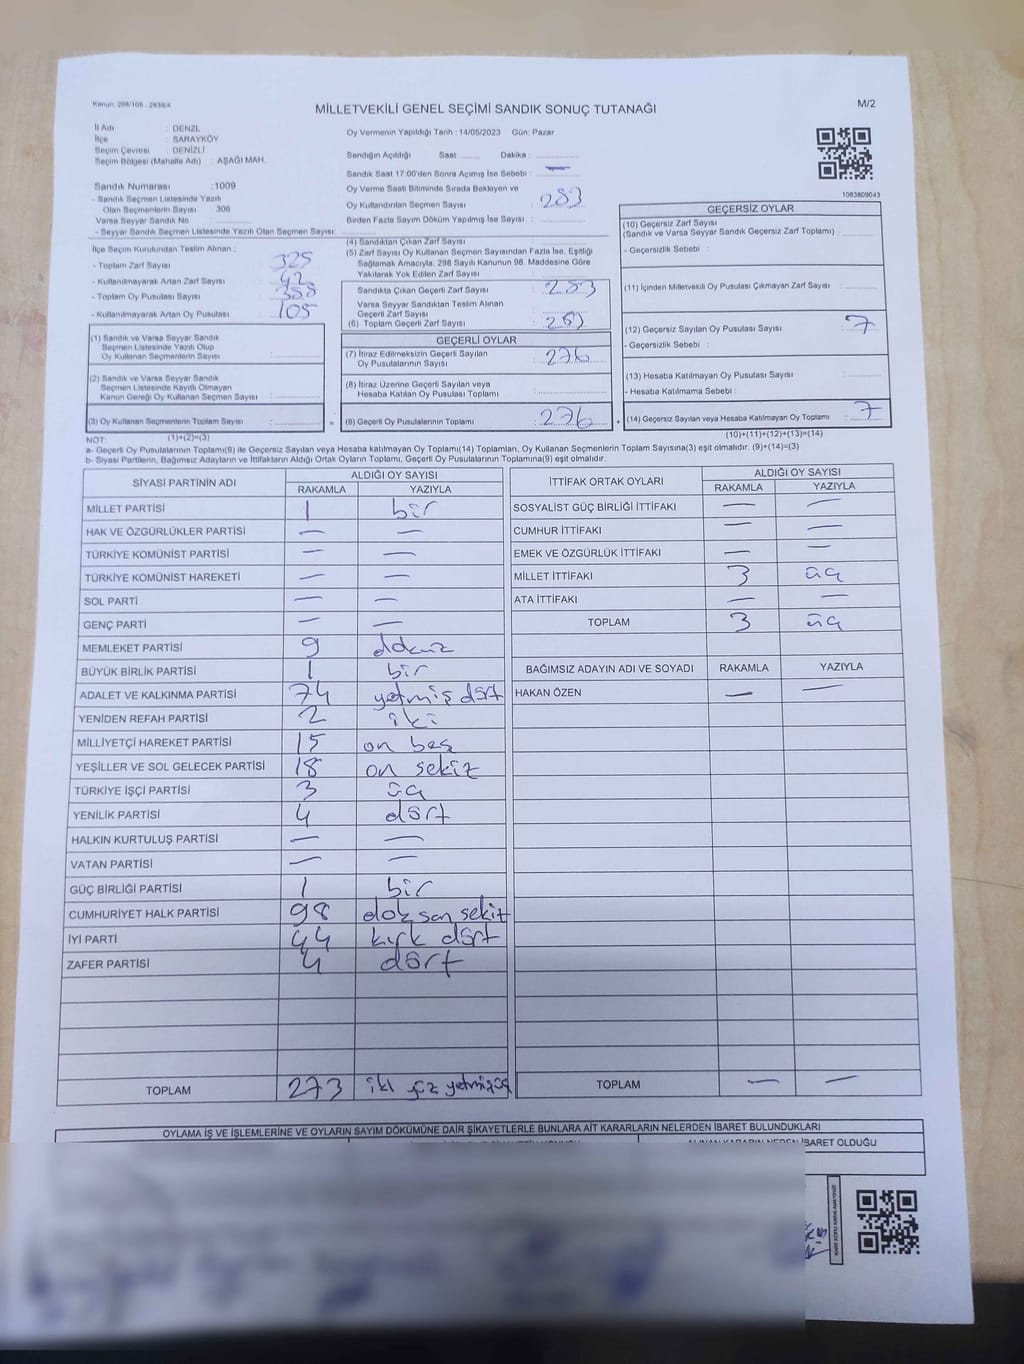 Kanun: 298/105 , 2839/4
MİLLETVEKİLİ GENEL SEÇİMİ SANDIK SONUÇ TUTANAĞI
M/2
İl Adı : DENZL
İlçe : SARAYKÖY
Seçim Çevresi : DENİZLİ
Seçim Bölgesi (Mahalle Adı) : AŞAĞI MAH.
Sandık Numarası :1009
- Sandık Seçmen Listesinde Yazılı
Olan Seçmenlerin Sayısı : 306
Varsa Seyyar Sandık No :
- Seyyar Sandık Seçmen Listesinde Yazılı Olan Seçmen Sayısı:
Oy Vermenin Yapıldığı Tarih : 14/05/2023 Gün: Pazar
Sandığın Açıldığı Saat: Dakika :
Sandık Saat 17:00'den Sonra Açımış İse Sebebi : —
Oy Verme Saati Bitiminde Sırada Bekleyen ve
Oy Kullandırılan Seçmen Sayısı : 283
Birden Fazla Sayım Döküm Yapılmış İse Sayısı :
1083809043
İlçe Seçim Kurulundan Teslim Alınan :
- Toplam Zarf Sayısı : 325
- Kullanılmayarak Artan Zarf Sayısı : 42
- Toplam Oy Pusulası Sayısı : 388
- Kullanılmayarak Artan Oy Pusulası : 105
(1) Sandık ve Varsa Seyyar Sandık
Seçmen Listesinde Yazılı Olup
Oy Kullanan Seçmenlerin Sayısı :
(2) Sandık ve Varsa Seyyar Sandık
Seçmen Listesinde Kayıtlı Olmayan
Kanun Gereği Oy Kullanan Seçmen Sayısı :
(3) Oy Kullanan Seçmenlerin Toplam Sayısı :
(4) Sandıktan Çıkan Zarf Sayısı :
(5) Zarf Sayısı Oy Kullanan Seçmen Sayısından Fazla İse, Eşitliği
Sağlamak Amacıyla; 298 Sayılı Kanunun 98. Maddesine Göre
Yakılarak Yok Edilen Zarf Sayısı :
Sandıkta Çıkan Geçerli Zarf Sayısı : 283
Varsa Seyyar Sandıktan Teslim Alınan
Geçerli Zarf Sayısı :
(6) Toplam Geçerli Zarf Sayısı : 283
GEÇERLİ OYLAR
(7) İtiraz Edilmeksizin Geçerli Sayılan
Oy Pusulalarının Sayısı : 276
(8) İtiraz Üzerine Geçerli Sayılan veya
Hesaba Katılan Oy Pusulası Toplamı :
= (9) Geçerli Oy Pusulalarının Toplamı : 276 +
GEÇERSİZ OYLAR
(10) Geçersiz Zarf Sayısı
(Sandık ve Varsa Seyyar Sandık Geçersiz Zarf Toplamı) :
- Geçersizlik Sebebi :
(11) İçinden Milletvekili Oy Pusulası Çıkmayan Zarf Sayısı :
(12) Geçersiz Sayılan Oy Pusulası Sayısı : 7
- Geçersizlik Sebebi :
(13) Hesaba Katılmayan Oy Pusulası Sayısı :
- Hesaba Katılmama Sebebi :
(14) Geçersiz Sayılan veya Hesaba Katılmayan Oy Toplamı : 7
NOT: (1)+(2)=(3)
(10)+(11)+(12)+(13)=(14)
a- Geçerli Oy Pusulasının Toplamı(9) ile Geçersiz Sayılan veya Hesaba katılmayan Oy Toplamı(14) Toplamları, Oy Kullanan Seçmenlerin Toplam Sayısına(3) eşit olmalıdır. (9)+(14)=(3)
b- Siyasi Partilerin, Bağımsız Adayların ve İttifakların Aldığı Ortak Oyların Toplamı, Geçerli Oy Pusulalarının Toplamına(9) eşit olmalıdır.
SİYASİ PARTİNİN ADI ALDIĞI OY SAYISI
RAKAMLA YAZIYLA
MİLLET PARTİSİ 1 bir
HAK VE ÖZGÜRLÜKLER PARTİSİ — —
TÜRKİYE KOMÜNİST PARTİSİ — —
TÜRKİYE KOMÜNİST HAREKETİ — —
SOL PARTİ — —
GENÇ PARTİ — —
MEMLEKET PARTİSİ 9
BÜYÜK BİRLİK PARTİSİ 1 bir
ADALET VE KALKINMA PARTİSİ 74 yetmiş dört
YENİDEN REFAH PARTİSİ 2 iki
MİLLİYETÇİ HAREKET PARTİSİ 15 on beş
YEŞİLLER VE SOL GELECEK PARTİSİ 18 on sekiz
TÜRKİYE İŞÇİ PARTİSİ 3 üç
YENİLİK PARTİSİ 4 dört
HALKIN KURTULUŞ PARTİSİ — —
VATAN PARTİSİ — —
GÜÇ BİRLİĞİ PARTİSİ 1 bir
CUMHURİYET HALK PARTİSİ 98 doksan sekiz
İYİ PARTİ 44 kırk dört
ZAFER PARTİSİ 4 dört
TOPLAM 273 iki yüz yetmişüç
İTTİFAK ORTAK OYLARI ALDIĞI OY SAYISI
RAKAMLA YAZIYLA
SOSYALİST GÜÇ BİRLİĞİ İTTİFAKI — —
CUMHUR İTTİFAKI — —
EMEK VE ÖZGÜRLÜK İTTİFAKI — —
MİLLET İTTİFAKI 3 üç
ATA İTTİFAKI — —
TOPLAM 3 üç
BAĞIMSIZ ADAYIN ADI VE SOYADI RAKAMLA YAZIYLA
HAKAN ÖZEN — —
TOPLAM — —
OYLAMA İŞ VE İŞLEMLERİNE VE OYLARIN SAYIM DÖKÜMÜNE DAİR ŞİKAYETLERLE BUNLARA AİT KARARLARIN NELERDEN İBARET BULUNDUKLARI
ALINAN KARARIN NEDEN İBARET OLDUĞU